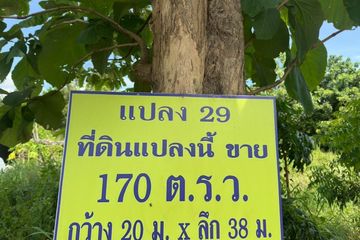 แปลง 29
ที่ดินแปลงนี้ ขาย
170 ต.ร.ว.
กว้าง 20 ม. x ลึก 38 ม.